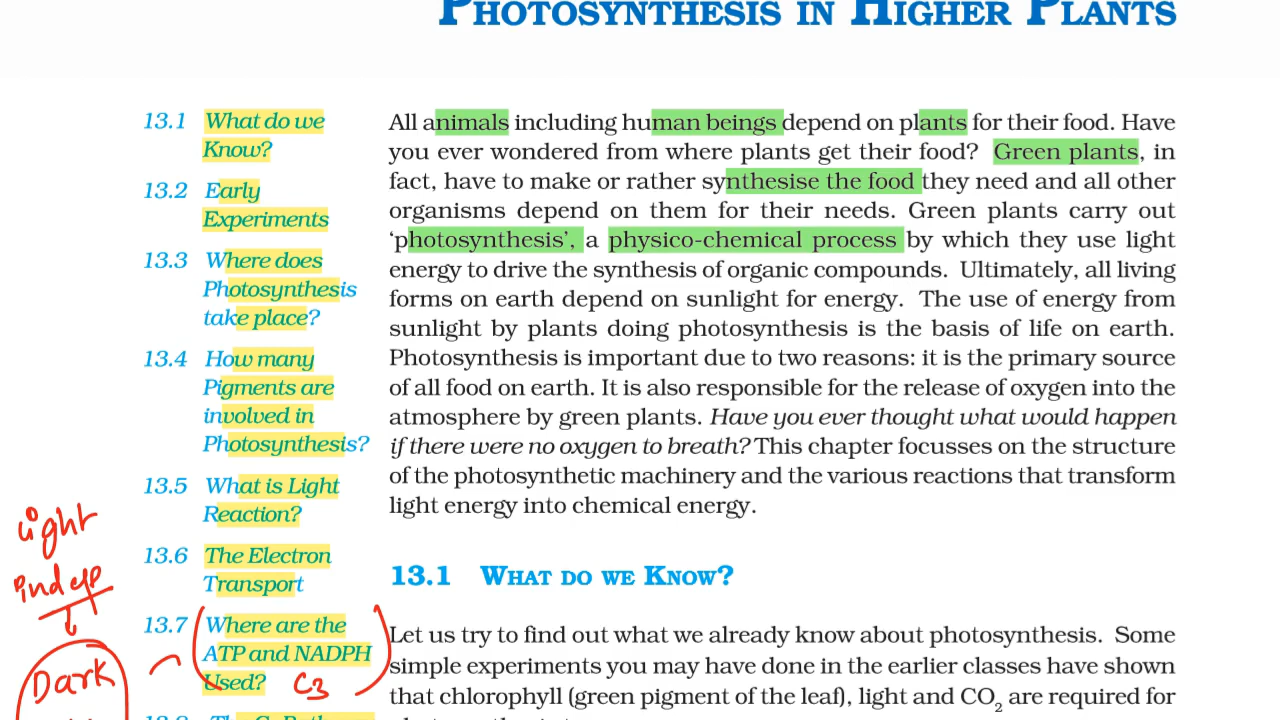 PHOTOSYNTHESIS IN HIGHER PLANTS
13.1 What do we
Know?
13.2 Early
Experiments
13.3 Where does
Photosynthesis
take place?
13.4 How many
Pigments are
involved in
Photosynthesis?
13.5 What is Light
Reaction?
13.6 The Electron
Transport
13.7 Where are the
ATP and NADPH
Used?
C3
Light
indep
Dark
All animals including human beings depend on plants for their food. Have
you ever wondered from where plants get their food? Green plants, in
fact, have to make or rather synthesise the food they need and all other
organisms depend on them for their needs. Green plants carry out
‘photosynthesis’, a physico-chemical process by which they use light
energy to drive the synthesis of organic compounds. Ultimately, all living
forms on earth depend on sunlight for energy. The use of energy from
sunlight by plants doing photosynthesis is the basis of life on earth.
Photosynthesis is important due to two reasons: it is the primary source
of all food on earth. It is also responsible for the release of oxygen into the
atmosphere by green plants. Have you ever thought what would happen
if there were no oxygen to breath? This chapter focusses on the structure
of the photosynthetic machinery and the various reactions that transform
light energy into chemical energy.
13.1 WHAT DO WE KNOW?
Let us try to find out what we already know about photosynthesis. Some
simple experiments you may have done in the earlier classes have shown
that chlorophyll (green pigment of the leaf), light and CO₂ are required for